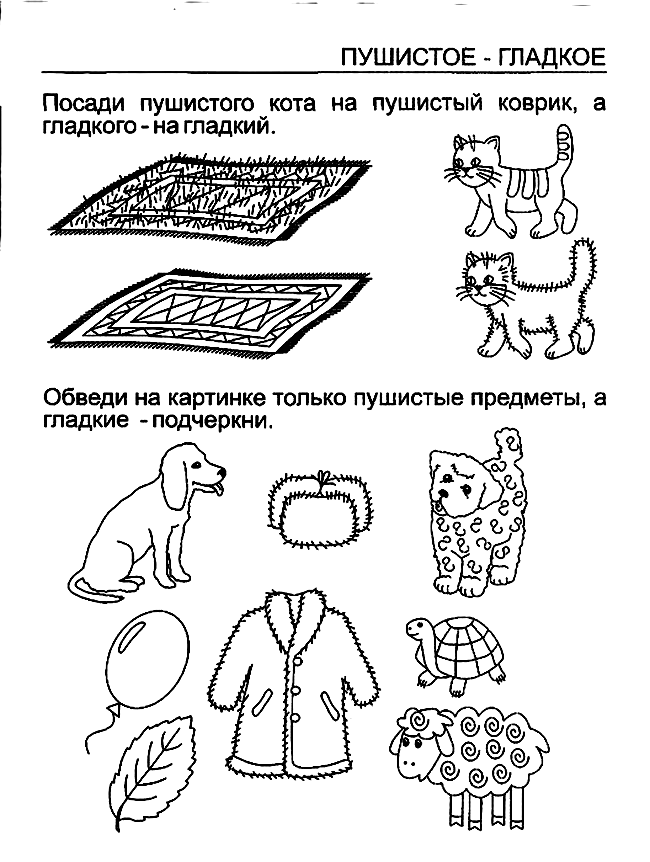 ПУШИСТОЕ - ГЛАДКОЕ
Посади пушистого кота на пушистый коврик, а
гладкого - на гладкий.
Обведи на картинке только пушистые предметы, а
гладкие - подчеркни.